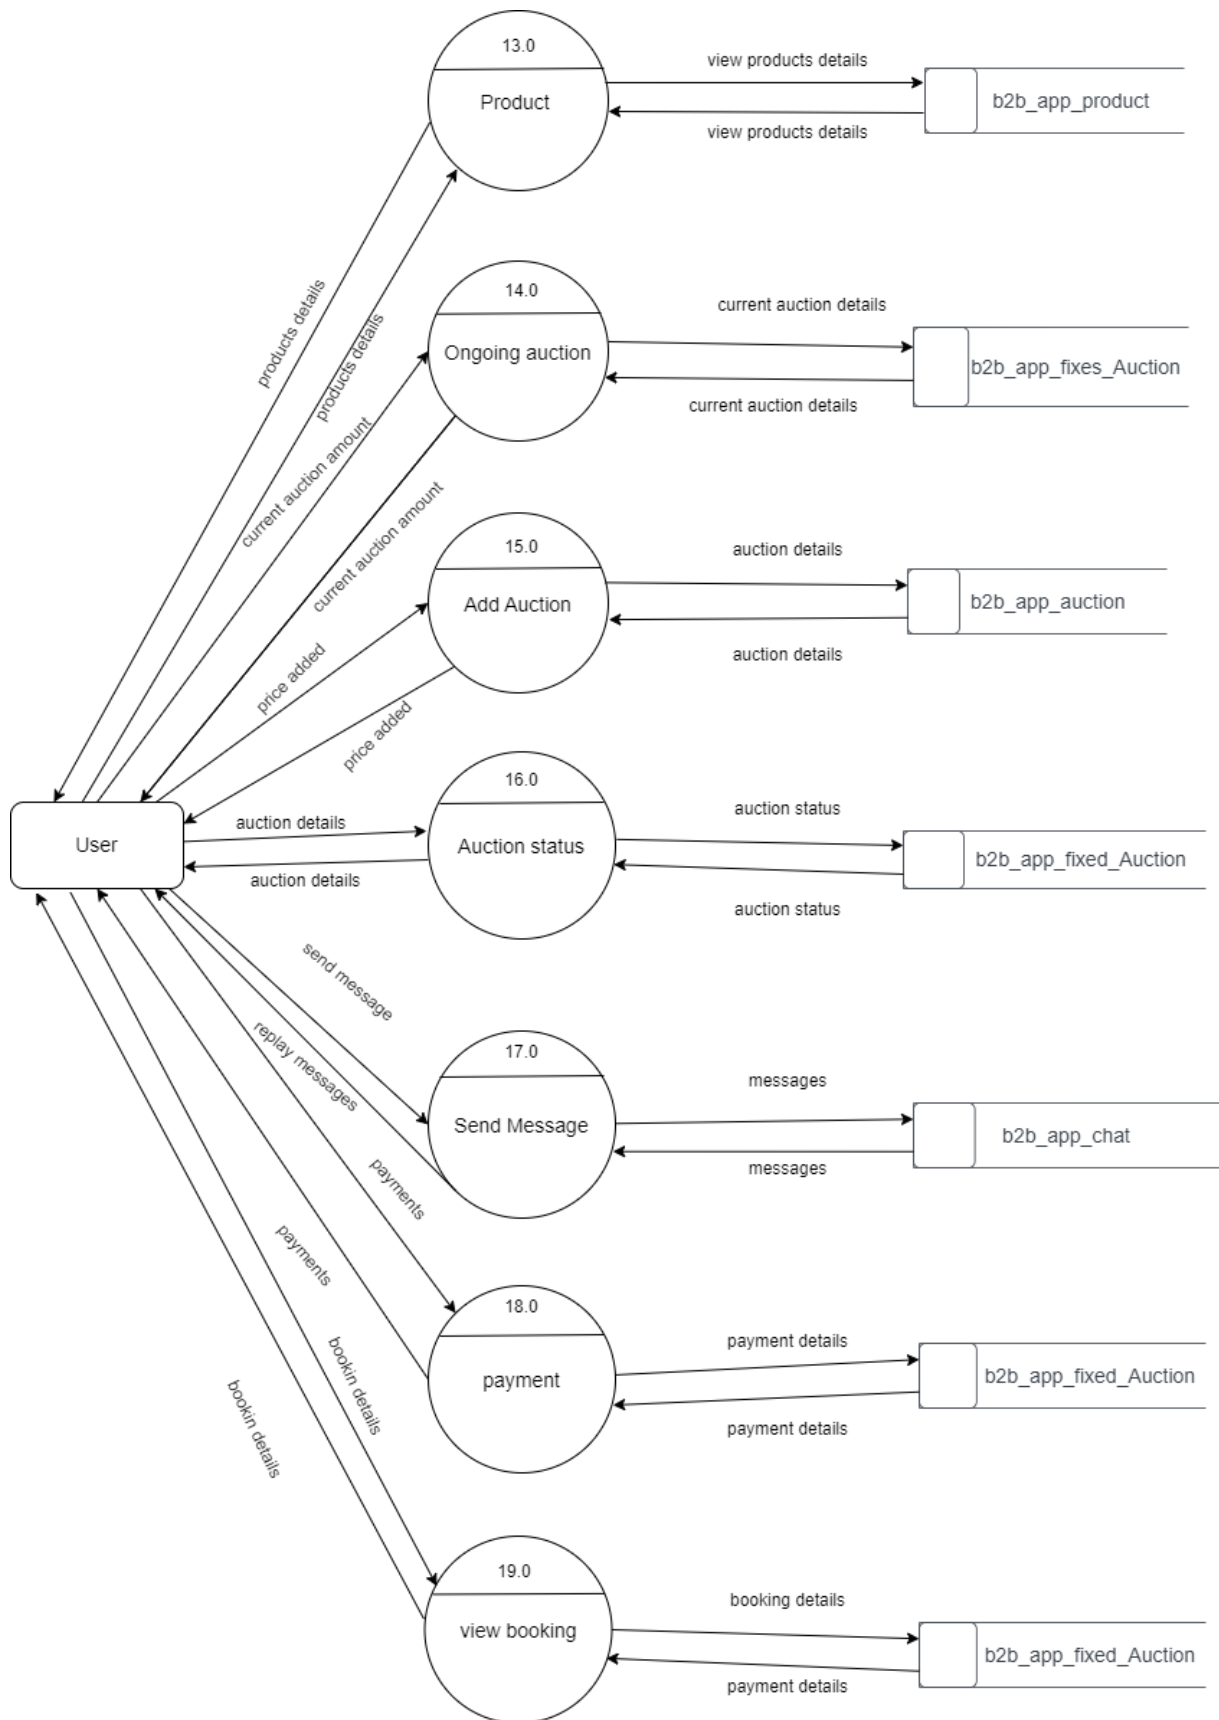 13.0
Product
view products details
view products details
b2b_app_product
products details
products details
14.0
Ongoing auction
current auction details
current auction details
b2b_app_fixes_Auction
current auction amount
current auction amount
15.0
Add Auction
auction details
auction details
b2b_app_auction
price added
price added
16.0
Auction status
auction status
auction status
b2b_app_fixed_Auction
User
auction details
auction details
send message
replay messages
17.0
Send Message
messages
messages
b2b_app_chat
payments
payments
18.0
payment
payment details
payment details
b2b_app_fixed_Auction
bookin details
bookin details
19.0
view booking
booking details
payment details
b2b_app_fixed_Auction